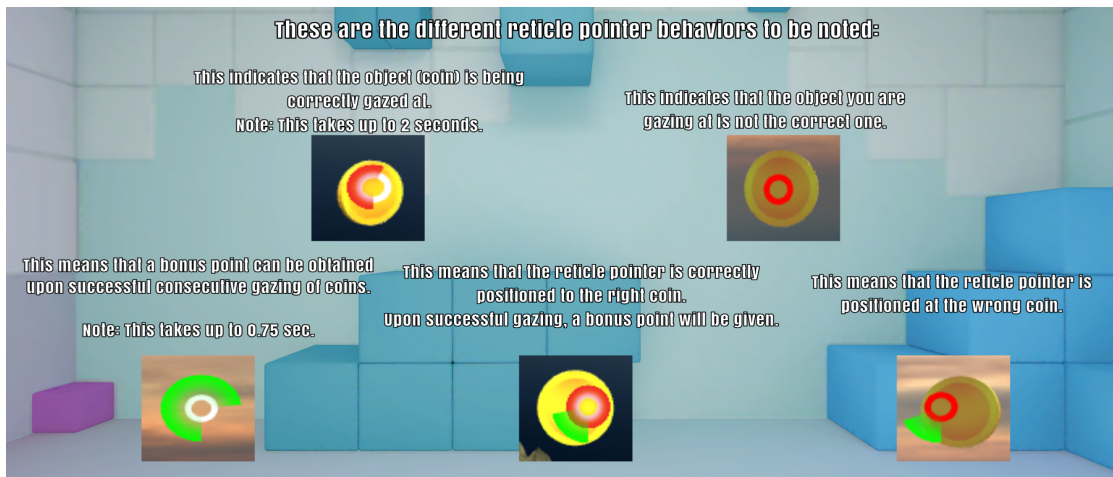 These are the different reticle pointer behaviors to be noted:
This indicates that the object (coin) is being
correctly gazed at.
Note: This takes up to 2 seconds.
This indicates that the object you are
gazing at is not the correct one.
This means that a bonus point can be obtained
upon successful consecutive gazing of coins.
Note: This takes up to 0.75 sec.
This means that the reticle pointer is correctly
positioned to the right coin.
Upon successful gazing, a bonus point will be given.
This means that the reticle pointer is
positioned at the wrong coin.